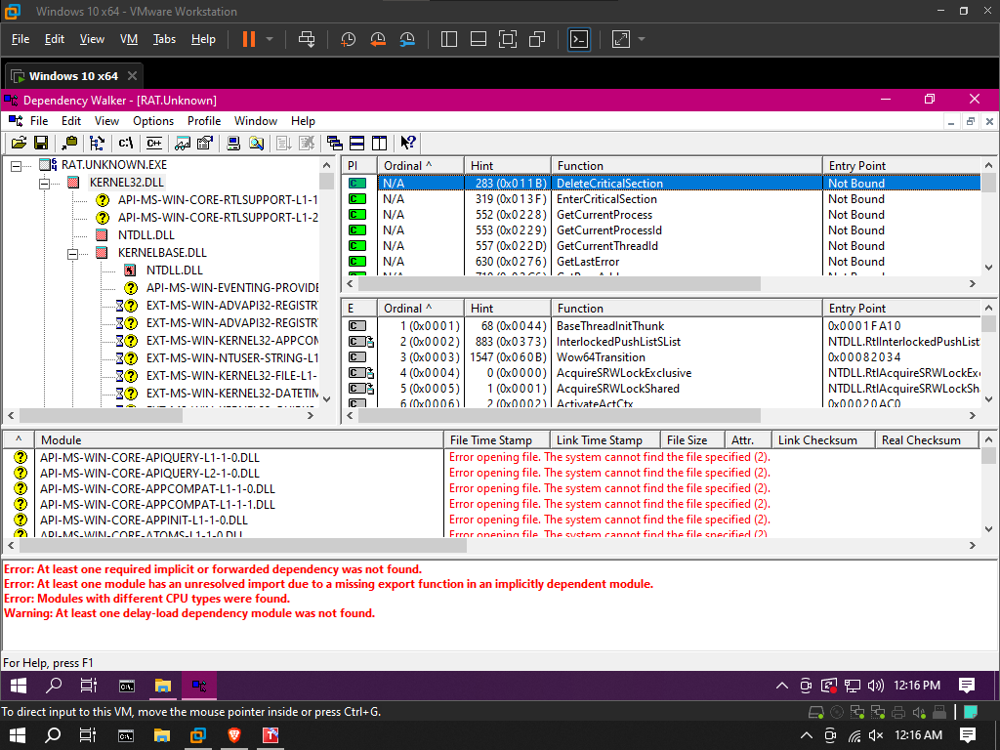 Windows 10 x64 - VMware Workstation
File Edit View VM Tabs Help
Windows 10 x64
Dependency Walker - [RAT.Unknown]
File Edit View Options Profile Window Help
C:\ C++
RAT.UNKNOWN.EXE
KERNEL32.DLL
API-MS-WIN-CORE-RTLSUPPORT-L1-1
API-MS-WIN-CORE-RTLSUPPORT-L1-2
NTDLL.DLL
KERNELBASE.DLL
NTDLL.DLL
API-MS-WIN-EVENTING-PROVIDE
EXT-MS-WIN-ADVAPI32-REGISTR
EXT-MS-WIN-ADVAPI32-REGISTR
EXT-MS-WIN-KERNEL32-APPCOM
EXT-MS-WIN-NTUSER-STRING-L1
EXT-MS-WIN-KERNEL32-FILE-L1-
EXT-MS-WIN-KERNEL32-DATETIM
PI Ordinal ^ Hint Function Entry Point
C N/A 283 (0x011B) DeleteCriticalSection Not Bound
C N/A 319 (0x013F) EnterCriticalSection Not Bound
C N/A 552 (0x0228) GetCurrentProcess Not Bound
C N/A 553 (0x0229) GetCurrentProcessId Not Bound
C N/A 557 (0x022D) GetCurrentThreadId Not Bound
C N/A 630 (0x0276) GetLastError Not Bound
E Ordinal ^ Hint Function Entry Point
C 1 (0x0001) 68 (0x0044) BaseThreadInitThunk 0x0001FA10
C 2 (0x0002) 883 (0x0373) InterlockedPushListSList NTDLL.RtlInterlockedPushList
C 3 (0x0003) 1547 (0x060B) Wow64Transition 0x00082034
C 4 (0x0004) 0 (0x0000) AcquireSRWLockExclusive NTDLL.RtlAcquireSRWLockExc
C 5 (0x0005) 1 (0x0001) AcquireSRWLockShared NTDLL.RtlAcquireSRWLockSha
C 6 (0x0006) 2 (0x0002) ActivateActCtx 0x00020AC0
^ Module File Time Stamp Link Time Stamp File Size Attr. Link Checksum Real Checksum
API-MS-WIN-CORE-APIQUERY-L1-1-0.DLL Error opening file. The system cannot find the file specified (2).
API-MS-WIN-CORE-APIQUERY-L2-1-0.DLL Error opening file. The system cannot find the file specified (2).
API-MS-WIN-CORE-APPCOMPAT-L1-1-0.DLL Error opening file. The system cannot find the file specified (2).
API-MS-WIN-CORE-APPCOMPAT-L1-1-1.DLL Error opening file. The system cannot find the file specified (2).
API-MS-WIN-CORE-APPINIT-L1-1-0.DLL Error opening file. The system cannot find the file specified (2).
API-MS-WIN-CORE-ATOMS-L1-1-0.DLL Error opening file. The system cannot find the file specified (2).
Error: At least one required implicit or forwarded dependency was not found.
Error: At least one module has an unresolved import due to a missing export function in an implicitly dependent module.
Error: Modules with different CPU types were found.
Warning: At least one delay-load dependency module was not found.
For Help, press F1
12:16 PM
To direct input to this VM, move the mouse pointer inside or press Ctrl+G.
12:16 AM